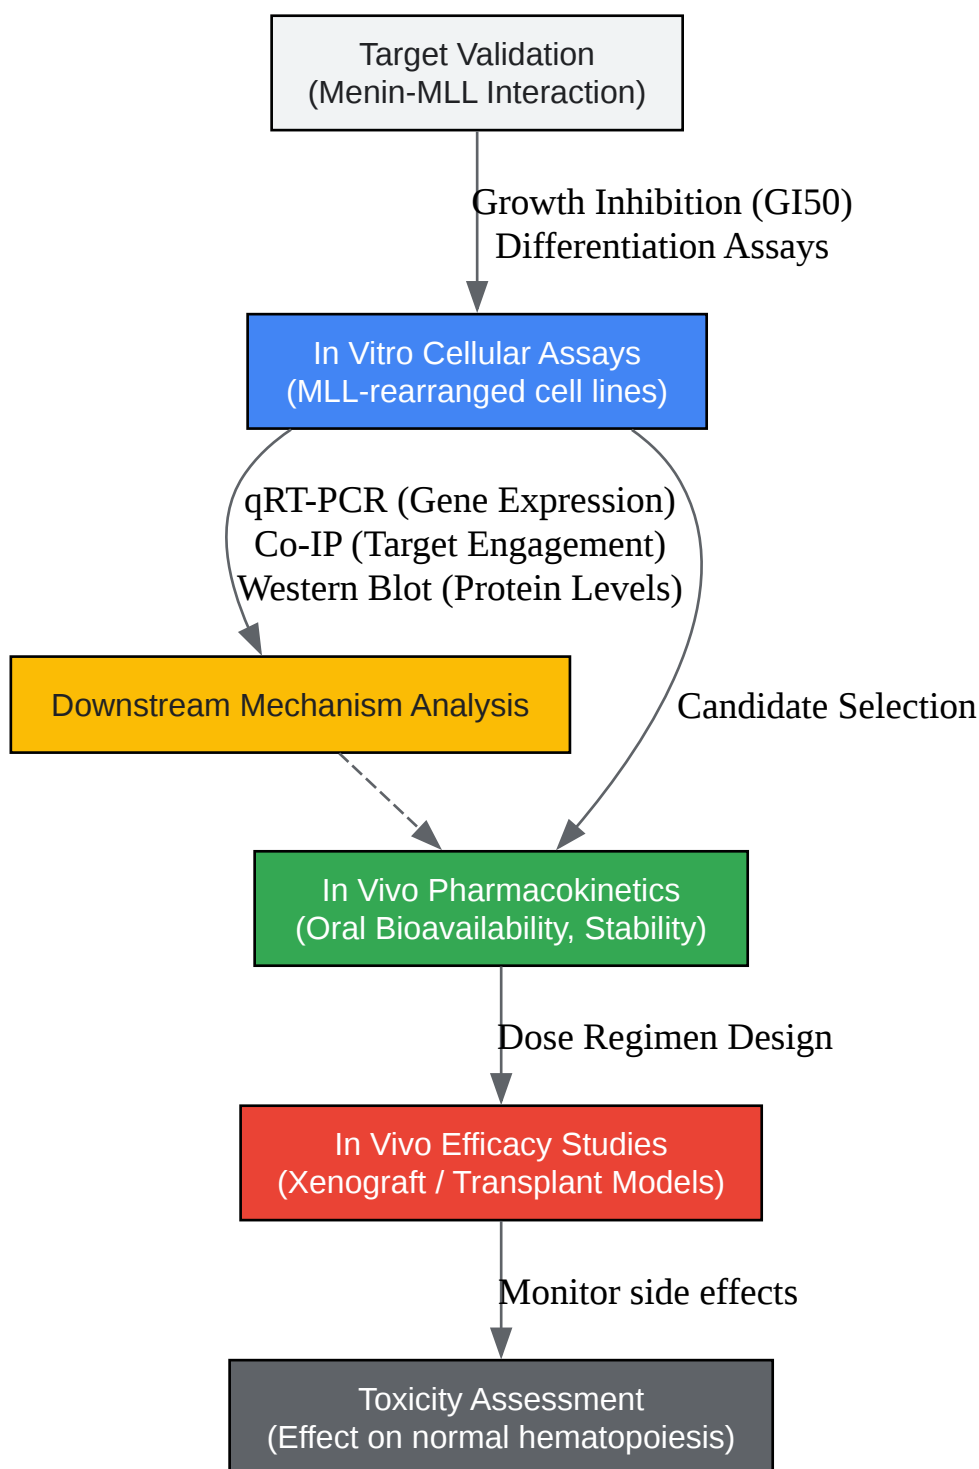 Target Validation
(Menin-MLL Interaction)
Growth Inhibition (GI50)
Differentiation Assays
In Vitro Cellular Assays
(MLL-rearranged cell lines)
qRT-PCR (Gene Expression)
Co-IP (Target Engagement)
Western Blot (Protein Levels)
Downstream Mechanism Analysis
Candidate Selection
In Vivo Pharmacokinetics
(Oral Bioavailability, Stability)
Dose Regimen Design
In Vivo Efficacy Studies
(Xenograft / Transplant Models)
Monitor side effects
Toxicity Assessment
(Effect on normal hematopoiesis)